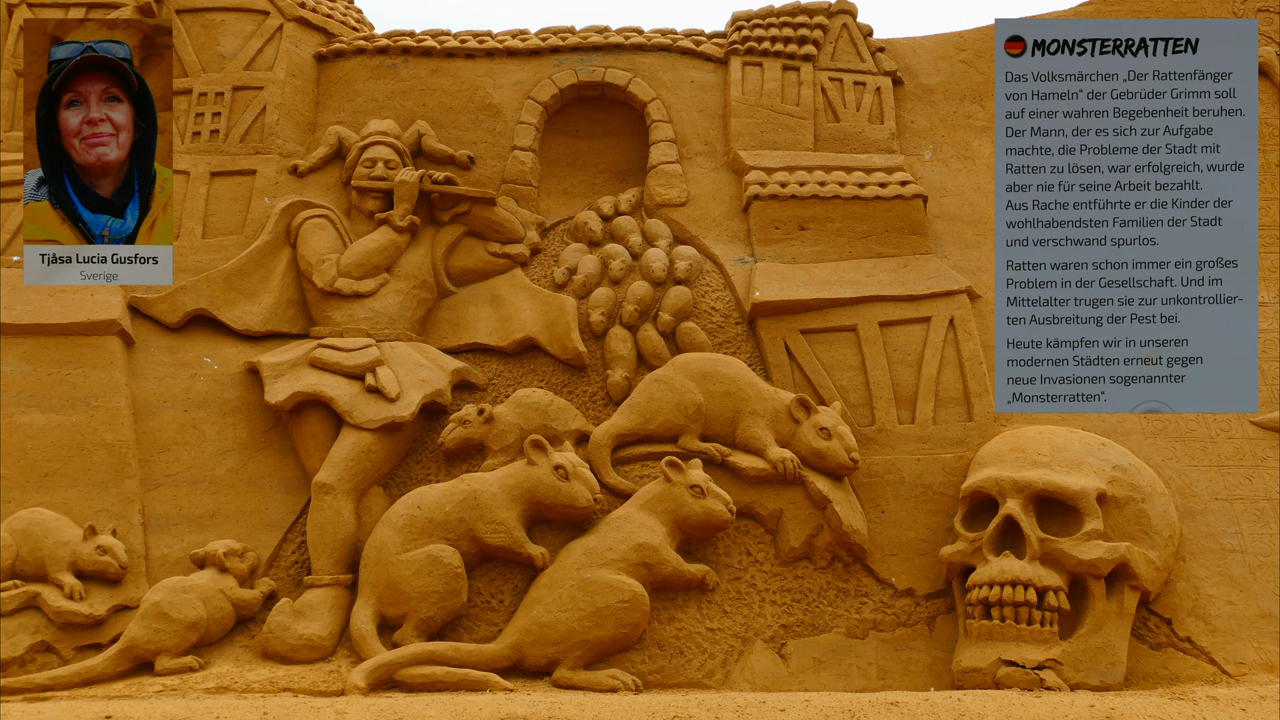 Tjåsa Lucia Gusfors
Sverige
MONSTERRATTEN
Das Volksmärchen „Der Rattenfänger
von Hameln“ der Gebrüder Grimm soll
auf einer wahren Begebenheit beruhen.
Der Mann, der es sich zur Aufgabe
machte, die Probleme der Stadt mit
Ratten zu lösen, war erfolgreich, wurde
aber nie für seine Arbeit bezahlt.
Aus Rache entführte er die Kinder der
wohlhabendsten Familien der Stadt
und verschwand spurlos.
Ratten waren schon immer ein großes
Problem in der Gesellschaft. Und im
Mittelalter trugen sie zur unkontrollier-
ten Ausbreitung der Pest bei.
Heute kämpfen wir in unseren
modernen Städten erneut gegen
neue Invasionen sogenannter
„Monsterratten“.